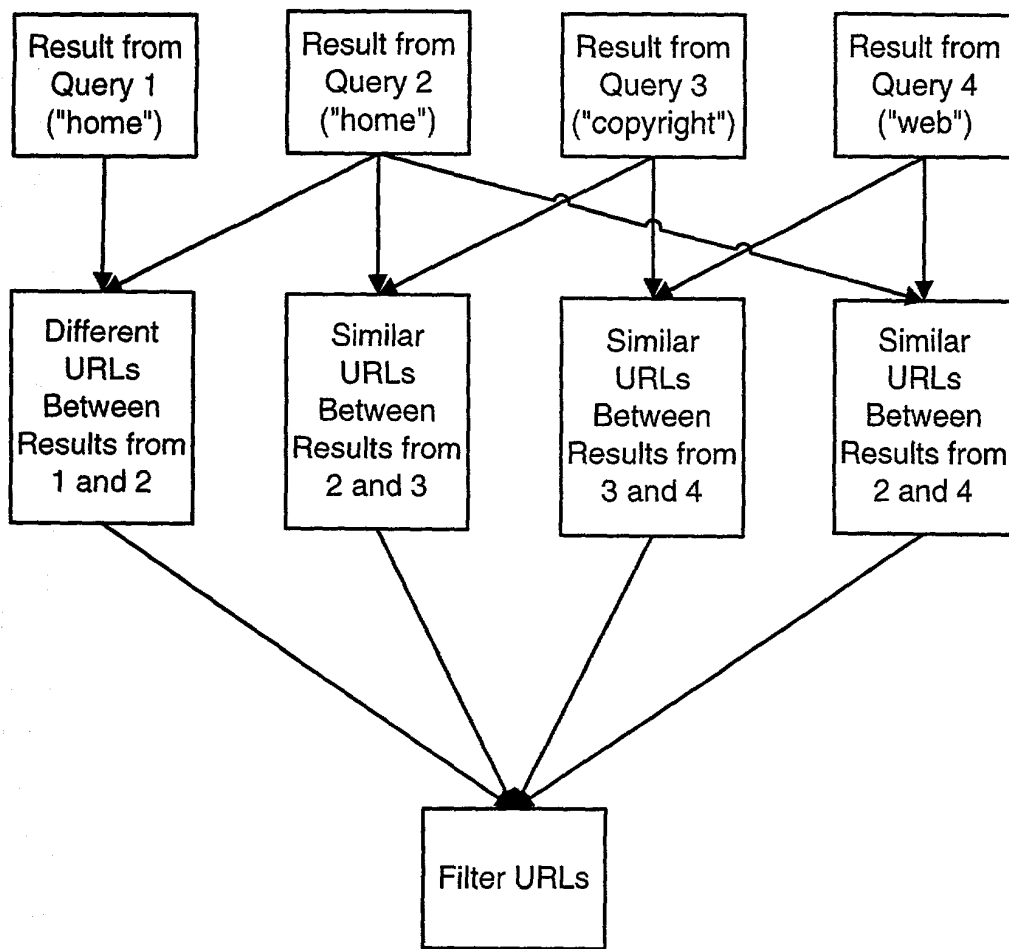 Result from
Query 1
("home")
Result from
Query 2
("home")
Result from
Query 3
("copyright")
Result from
Query 4
("web")
Different
URLs
Between
Results from
1 and 2
Similar
URLs
Between
Results from
2 and 3
Similar
URLs
Between
Results from
3 and 4
Similar
URLs
Between
Results from
2 and 4
Filter URLs